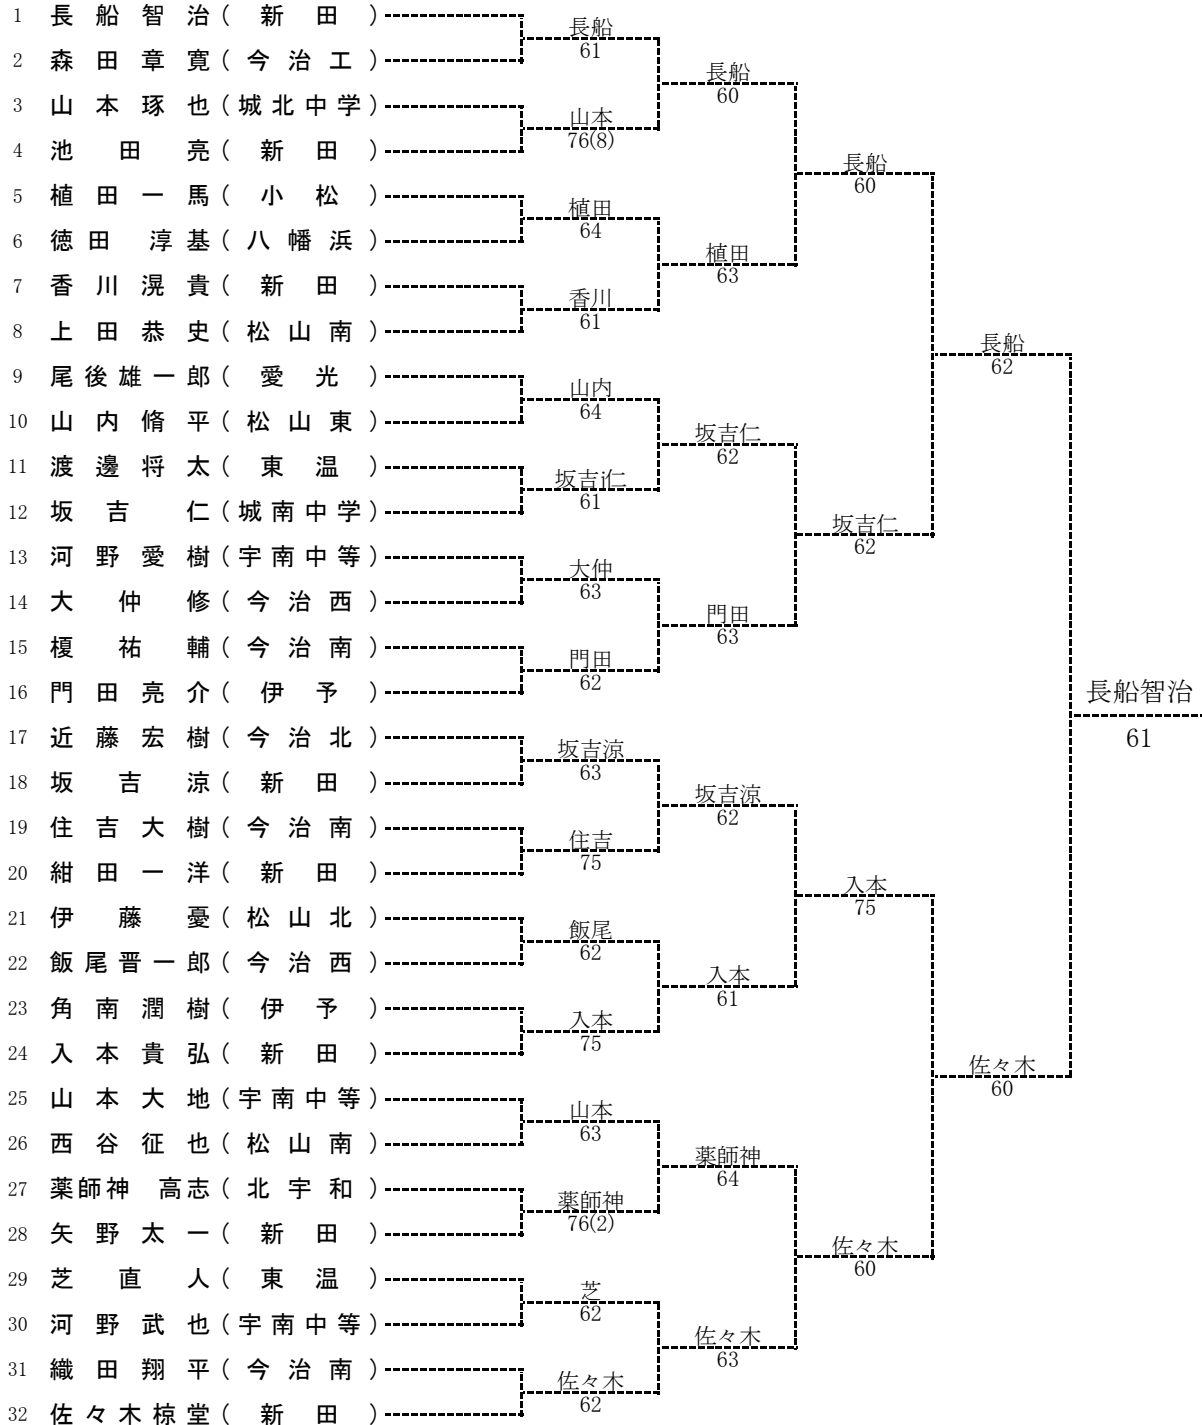 1 長船智治(新田)
長船
61
2 森田章寛(今治工)
長船
60
3 山本琢也(城北中学)
山本
76(8)
4 池田亮(新田)
長船
60
5 植田一馬(小松)
植田
64
6 徳田淳基(八幡浜)
植田
63
7 香川滉貴(新田)
香川
61
8 上田恭史(松山南)
長船
62
9 尾後雄一郎(愛光)
山内
64
10 山内脩平(松山東)
坂吉仁
62
11 渡邊将太(東温)
坂吉i仁
61
12 坂吉仁(城南中学)
坂吉仁
62
13 河野愛樹(宇南中等)
大仲
63
14 大仲修(今治西)
門田
63
15 榎祐輔(今治南)
門田
62
16 門田亮介(伊予)
長船智治
61
17 近藤宏樹(今治北)
坂吉涼
63
18 坂吉涼(新田)
坂吉涼
62
19 住吉大樹(今治南)
住吉
75
20 紺田一洋(新田)
入本
75
21 伊藤憂(松山北)
飯尾
62
22 飯尾晋一郎(今治西)
入本
61
23 角南潤樹(伊予)
入本
75
24 入本貴弘(新田)
佐々木
60
25 山本大地(宇南中等)
山本
63
26 西谷征也(松山南)
薬師神
64
27 薬師神高志(北宇和)
薬師神
76(2)
28 矢野太一(新田)
佐々木
60
29 芝直人(東温)
芝
62
30 河野武也(宇南中等)
佐々木
63
31 織田翔平(今治南)
佐々木
62
32 佐々木椋堂(新田)